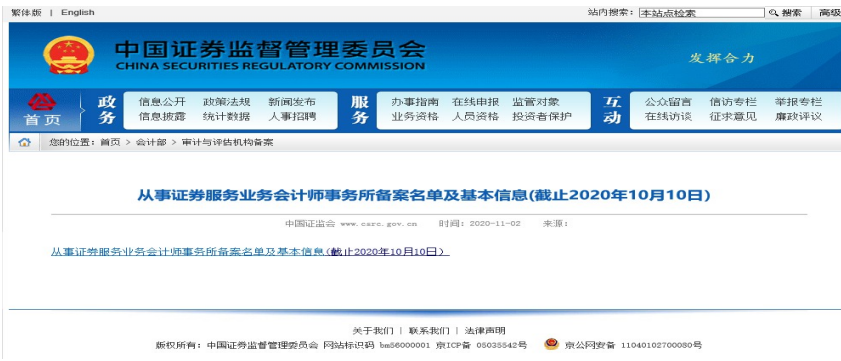 繁体版 | English 站内搜索: 本站点检索 搜索 高级
中国证券监督管理委员会
CHINA SECURITIES REGULATORY COMMISSION
发挥合力
首页
政务
信息公开 政策法规 新闻发布
信息披露 统计数据 人事招聘
服务
办事指南 在线申报 监管对象
业务资格 人员资格 投资者保护
互动
公众留言 信访专栏 举报专栏
在线访谈 征求意见 廉政评议
您的位置: 首页 > 会计部 > 审计与评估机构备案
从事证券服务业务会计师事务所备案名单及基本信息(截止2020年10月10日)
中国证监会 www.csrc.gov.cn 时间: 2020-11-02 来源:
从事证券服务业务会计师事务所备案名单及基本信息(截止2020年10月10日)
关于我们 | 联系我们 | 法律声明
版权所有: 中国证券监督管理委员会 网站标识码 bm56000001 京ICP备 05035542号 京公网安备 11040102700080号